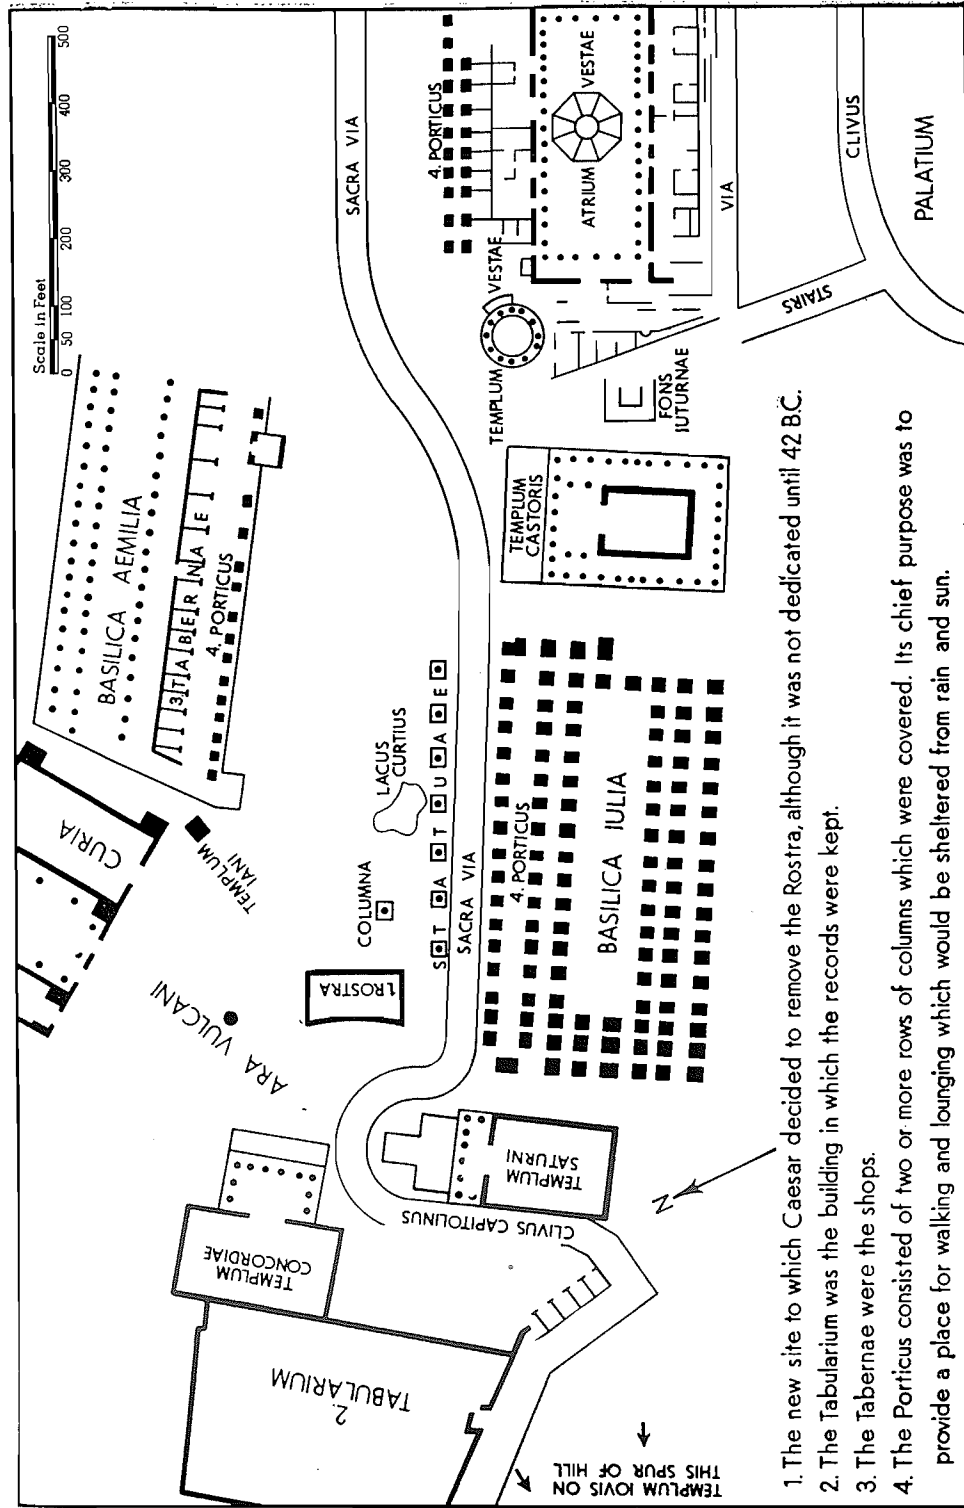 Scale in Feet
0 50 100 200 300 400 500
BASILICA AEMILIA
3 TABERNAE
4. PORTICUS
CURIA
TEMPLUM
IANI
ARA VULCANI
COLUMNA
LACUS
CURTIUS
1. ROSTRA
STATUAE
SACRA VIA
SACRA VIA
4. PORTICUS
TEMPLUM VESTAE
ATRIUM VESTAE
VIA
STAIRS
CLIVUS
PALATIUM
FONS
JUTURNAE
TEMPLUM
CASTORIS
4. PORTICUS
BASILICA IULIA
TEMPLUM
SATURNI
CLIVUS CAPITOLINUS
TEMPLUM
CONCORDIAE
2.
TABULARIUM
TEMPLUM IOVIS ON
THIS SPUR OF HILL
N
1. The new site to which Caesar decided to remove the Rostra, although it was not dedicated until 42 B.C.
2. The Tabularium was the building in which the records were kept.
3. The Tabernae were the shops.
4. The Porticus consisted of two or more rows of columns which were covered. Its chief purpose was to
provide a place for walking and lounging which would be sheltered from rain and sun.